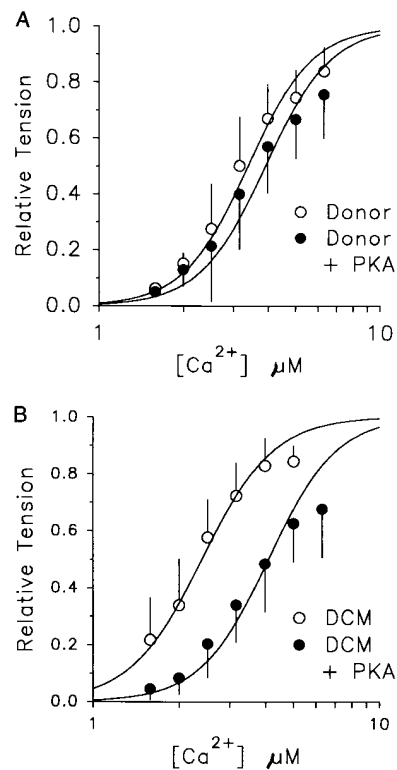 A
Relative Tension
1.0
0.8
0.6
0.4
0.2
0.0
○ Donor
● Donor
+ PKA
1
10
[Ca²⁺] μM
B
Relative Tension
1.0
0.8
0.6
0.4
0.2
0.0
○ DCM
● DCM
+ PKA
1
10
[Ca²⁺] μM